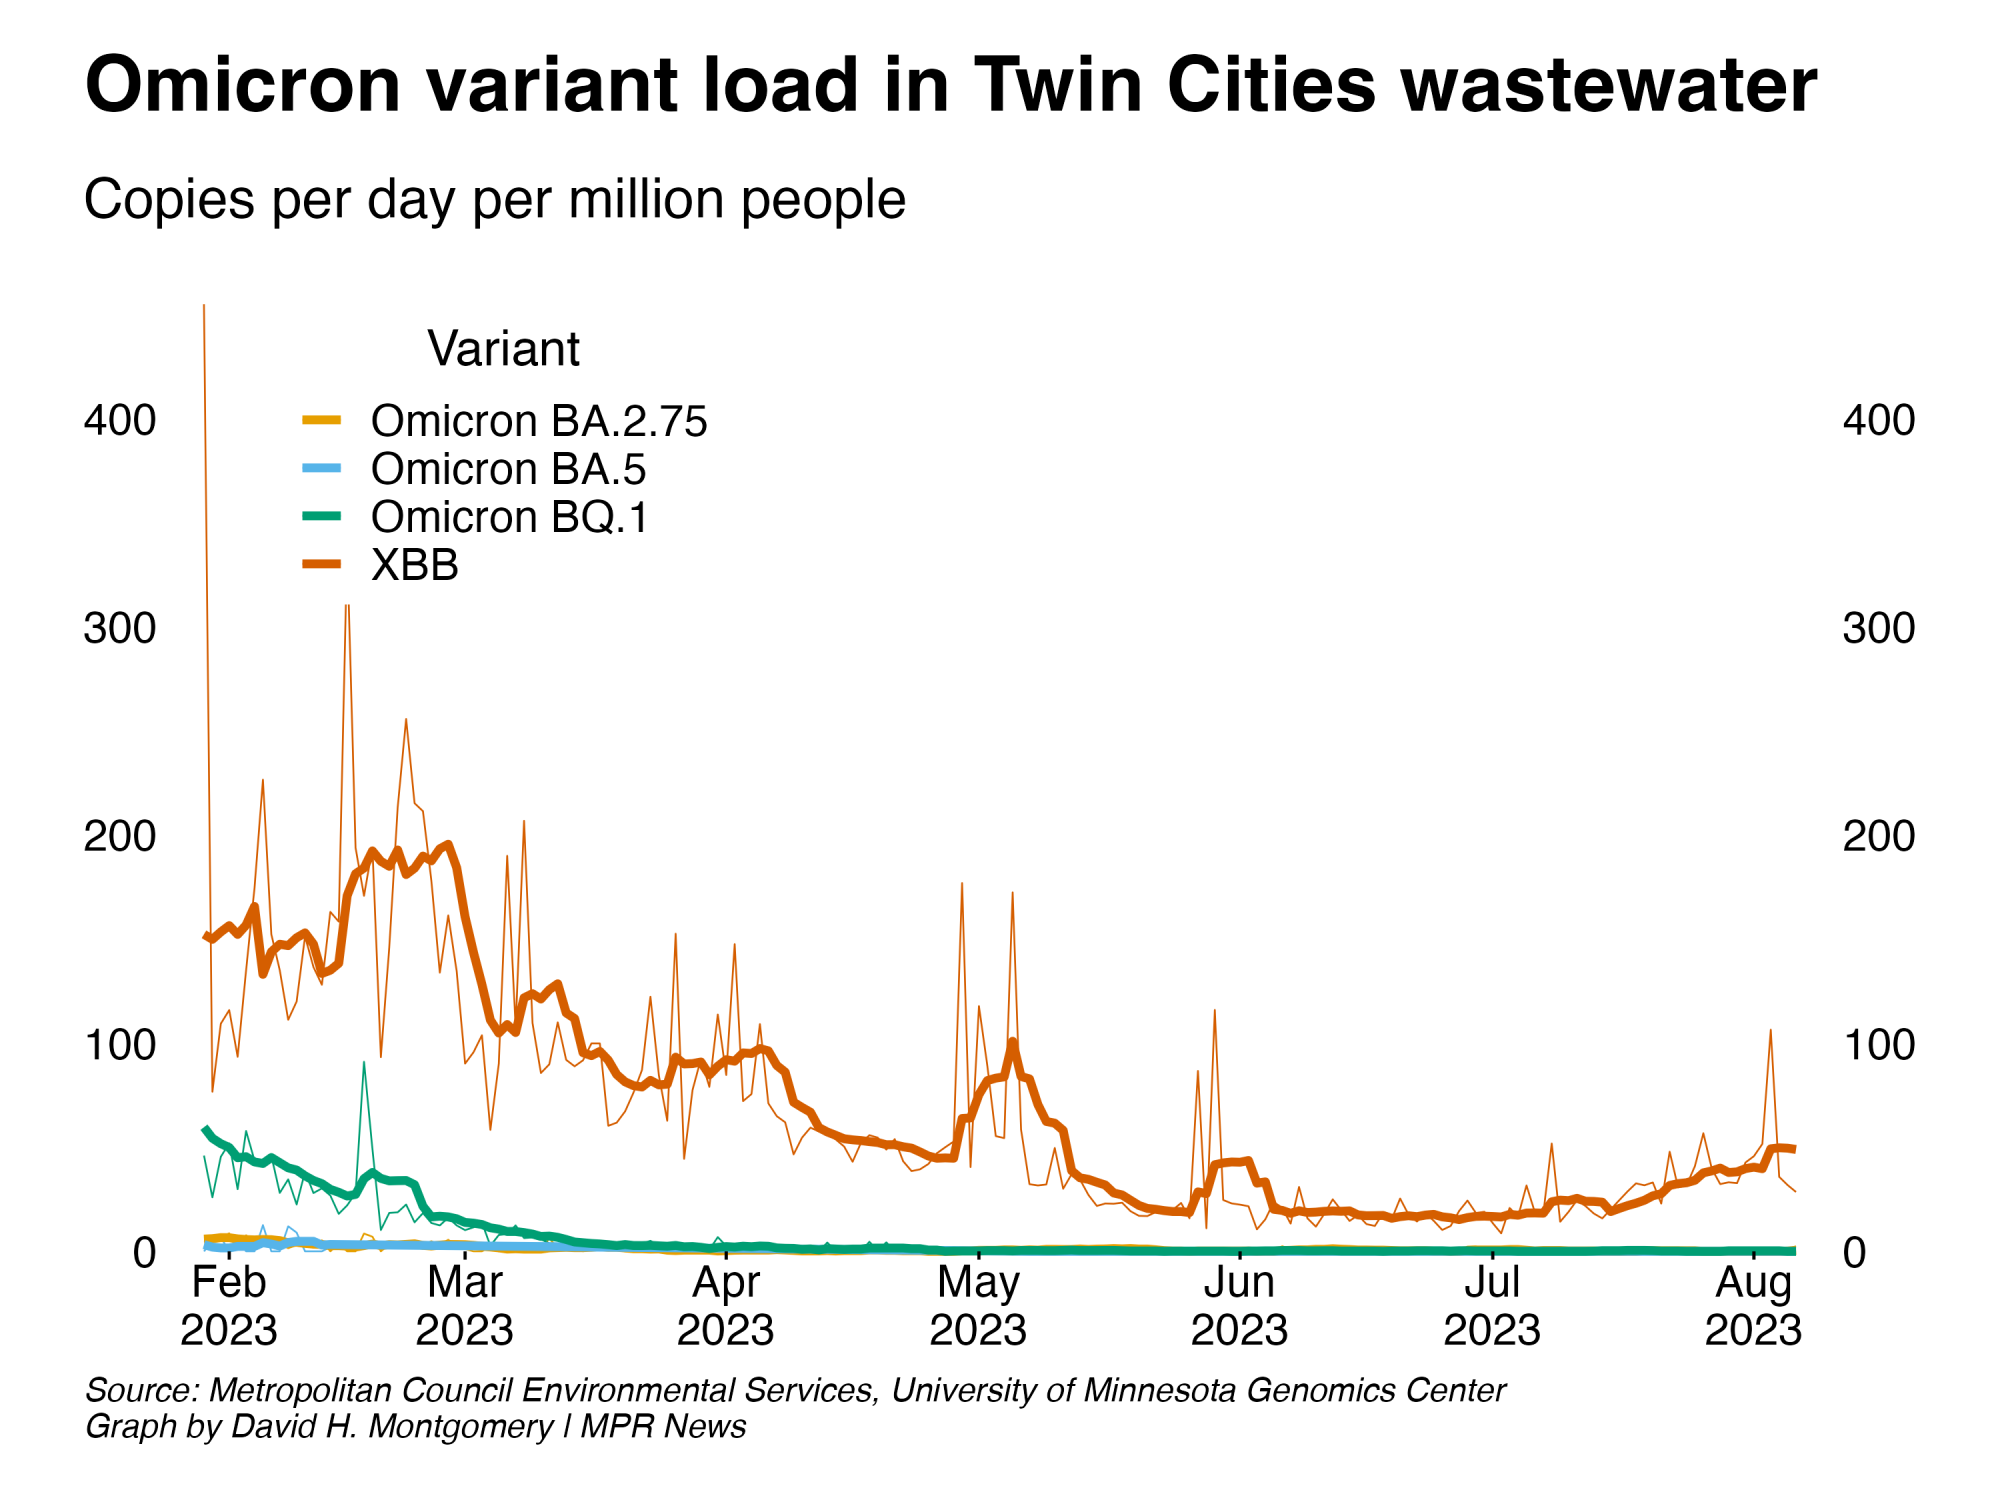 Omicron variant load in Twin Cities wastewater
Copies per day per million people
Variant
Omicron BA.2.75
Omicron BA.5
Omicron BQ.1
XBB
400 400
300 300
200 200
100 100
0 0
Feb Mar Apr May Jun Jul Aug
2023 2023 2023 2023 2023 2023 2023
Source: Metropolitan Council Environmental Services, University of Minnesota Genomics Center
Graph by David H. Montgomery | MPR News